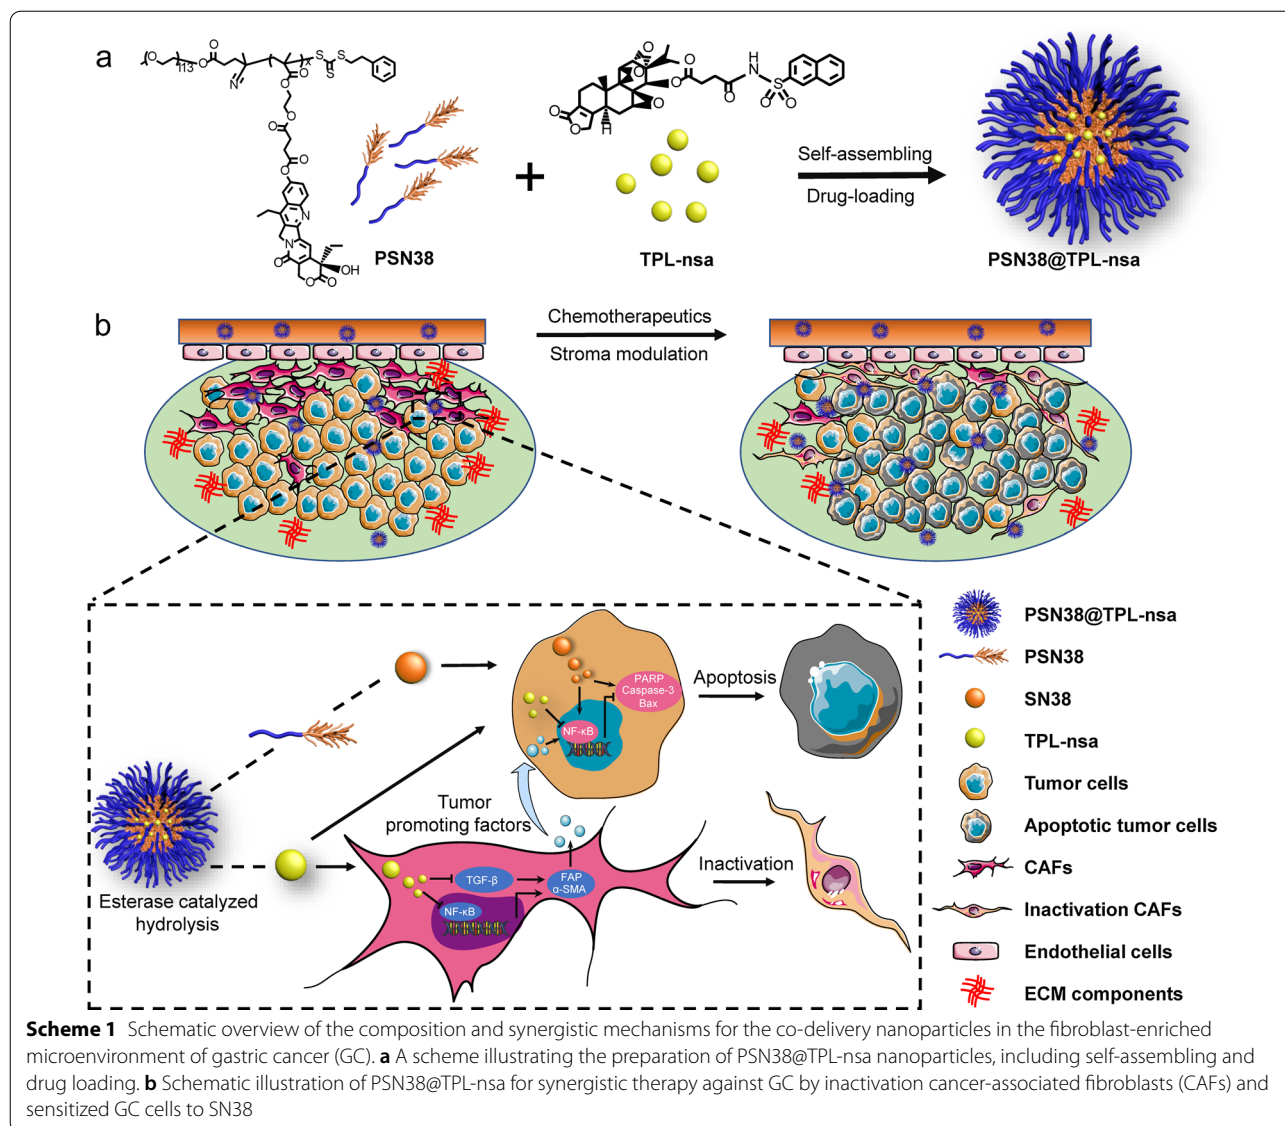 a
O
113
O
O
N
O
O
x
S
S
S
O
O
O
O
O
O
N
N
O
O
O
OH
PSN38
+
O
O
O
O
O
O
O
H
O
O
H
N
S
O
O
TPL-nsa
Self-assembling
Drug-loading
PSN38@TPL-nsa
b
Chemotherapeutics
Stroma modulation
PSN38@TPL-nsa
PSN38
SN38
TPL-nsa
Tumor cells
Apoptotic tumor cells
CAFs
Inactivation CAFs
Endothelial cells
ECM components
PARP
Caspase-3
Bax
NF-κB
Apoptosis
Tumor
promoting factors
TGF-β
FAP
α-SMA
NF-κB
Inactivation
Esterase catalyzed
hydrolysis
Scheme 1 Schematic overview of the composition and synergistic mechanisms for the co-delivery nanoparticles in the fibroblast-enriched
microenvironment of gastric cancer (GC). a A scheme illustrating the preparation of PSN38@TPL-nsa nanoparticles, including self-assembling and
drug loading. b Schematic illustration of PSN38@TPL-nsa for synergistic therapy against GC by inactivation cancer-associated fibroblasts (CAFs) and
sensitized GC cells to SN38